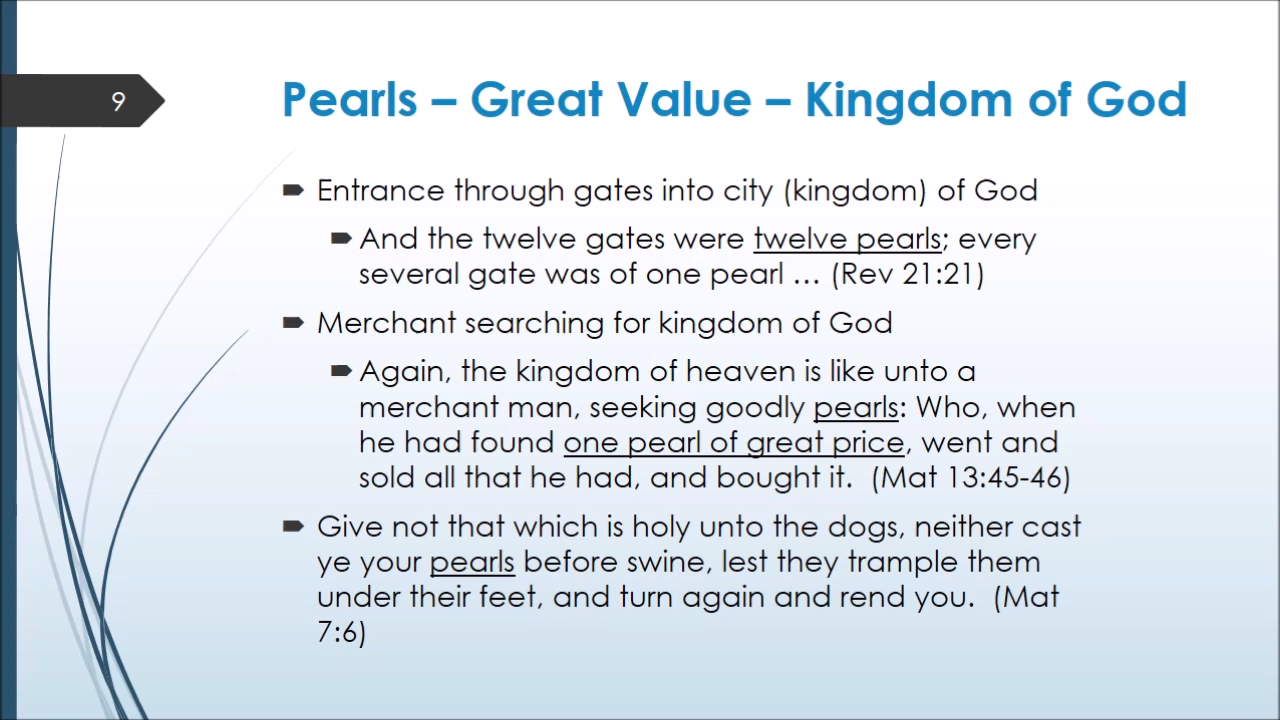 9
Pearls – Great Value – Kingdom of God
Entrance through gates into city (kingdom) of God
And the twelve gates were twelve pearls; every
several gate was of one pearl … (Rev 21:21)
Merchant searching for kingdom of God
Again, the kingdom of heaven is like unto a
merchant man, seeking goodly pearls: Who, when
he had found one pearl of great price, went and
sold all that he had, and bought it.  (Mat 13:45-46)
Give not that which is holy unto the dogs, neither cast
ye your pearls before swine, lest they trample them
under their feet, and turn again and rend you.  (Mat
7:6)